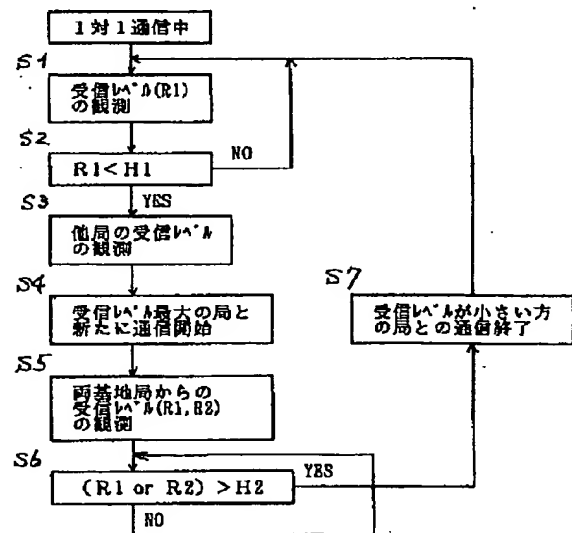 1対1通信中
S1
受信ﾚﾍﾞﾙ(R1)
の観測
S2
R1<H1
NO
YES
S3
他局の受信ﾚﾍﾞﾙ
の観測
S4
受信ﾚﾍﾞﾙ最大の局と
新たに通信開始
S5
両基地局からの
受信ﾚﾍﾞﾙ(R1,R2)
の観測
S6
(R1 or R2)>H2
YES
NO
S7
受信ﾚﾍﾞﾙが小さい方
の局との通信終了